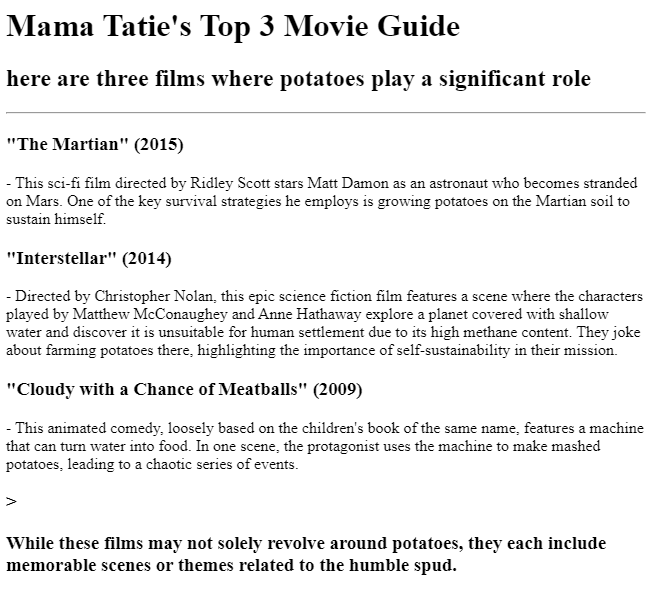 Mama Tatie's Top 3 Movie Guide
here are three films where potatoes play a significant role
"The Martian" (2015)
- This sci-fi film directed by Ridley Scott stars Matt Damon as an astronaut who becomes stranded
on Mars. One of the key survival strategies he employs is growing potatoes on the Martian soil to
sustain himself.
"Interstellar" (2014)
- Directed by Christopher Nolan, this epic science fiction film features a scene where the characters
played by Matthew McConaughey and Anne Hathaway explore a planet covered with shallow
water and discover it is unsuitable for human settlement due to its high methane content. They joke
about farming potatoes there, highlighting the importance of self-sustainability in their mission.
"Cloudy with a Chance of Meatballs" (2009)
- This animated comedy, loosely based on the children's book of the same name, features a machine
that can turn water into food. In one scene, the protagonist uses the machine to make mashed
potatoes, leading to a chaotic series of events.
>
While these films may not solely revolve around potatoes, they each include
memorable scenes or themes related to the humble spud.